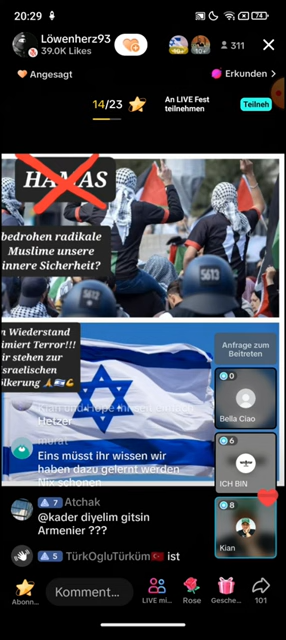 20:29
74
Löwenherz93
39.0K Likes
10+
311
Angesagt
Erkunden >
14/23
An LIVE Fest
teilnehmen
Teilneh
HAMAS
bedrohen radikale
Muslime unsere
innere Sicherheit?
5613
n Wiederstand
imiert Terror!!!
ir stehen zur
sraelischen
ölkerung
Anfrage zum
Beitreten
0
Bella Ciao
6
ICH BIN
8
Kian
Hetzer
murat
Eins müsst ihr wissen wir
haben dazu gelernt werden
Nix schonen
7 Atchak
@kader diyelim gitsin
Armenier ???
5 TürkOgluTürküm ist
Abonn...
Komment...
LIVE mi...
Rose
Gesche...
101